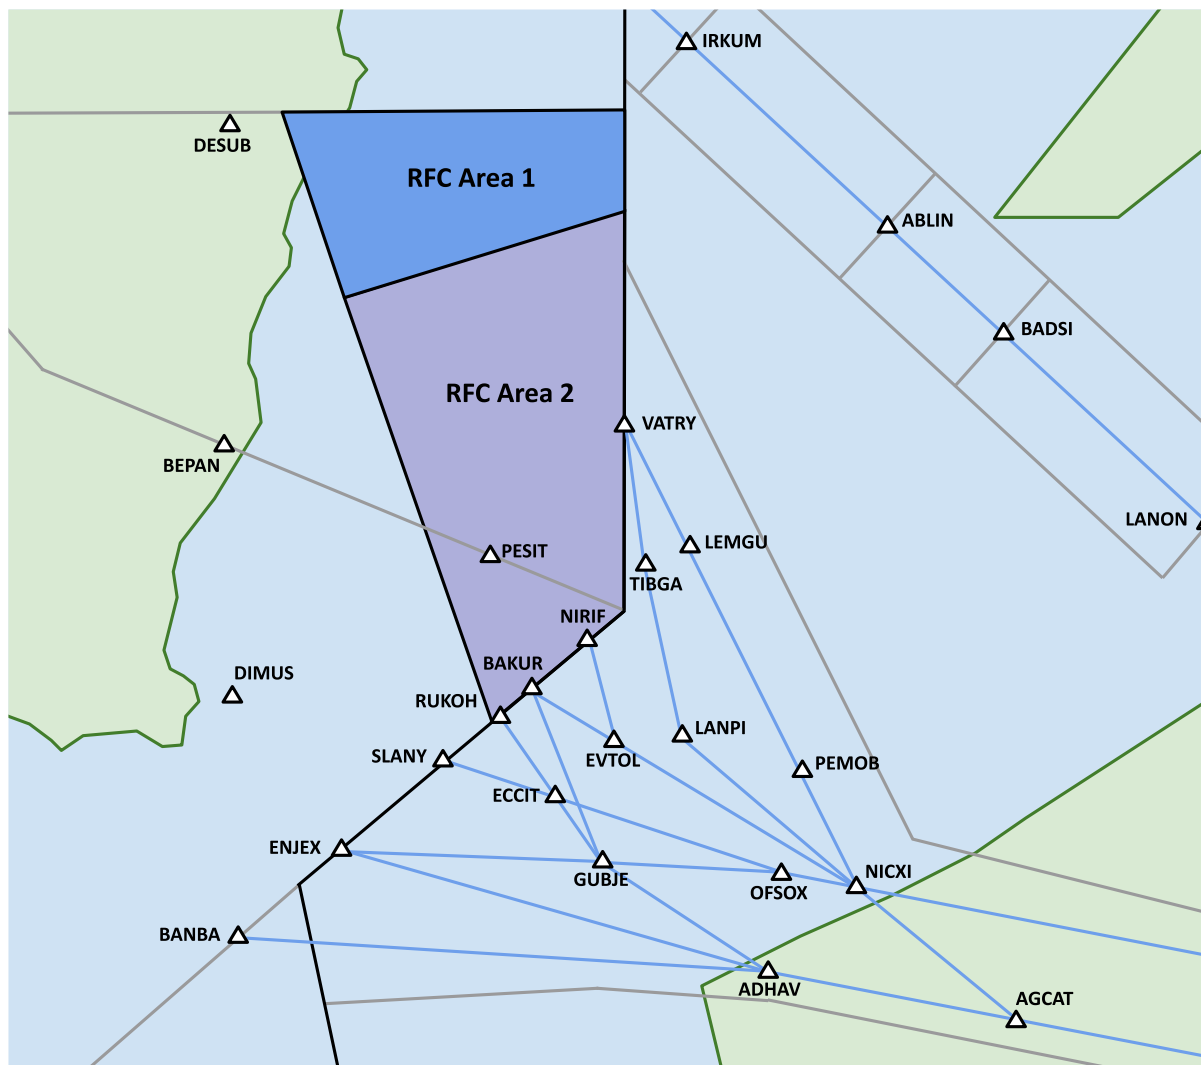 IRKUM
DESUB
RFC Area 1
ABLIN
BADSI
RFC Area 2
VATRY
BEPAN
LANON
PESIT
LEMGU
TIBGA
NIRIF
BAKUR
DIMUS
RUKOH
LANPI
SLANY
EVTOL
PEMOB
ECCIT
ENJEX
GUBJE
NICXI
OFSOX
BANBA
ADHAV
AGCAT